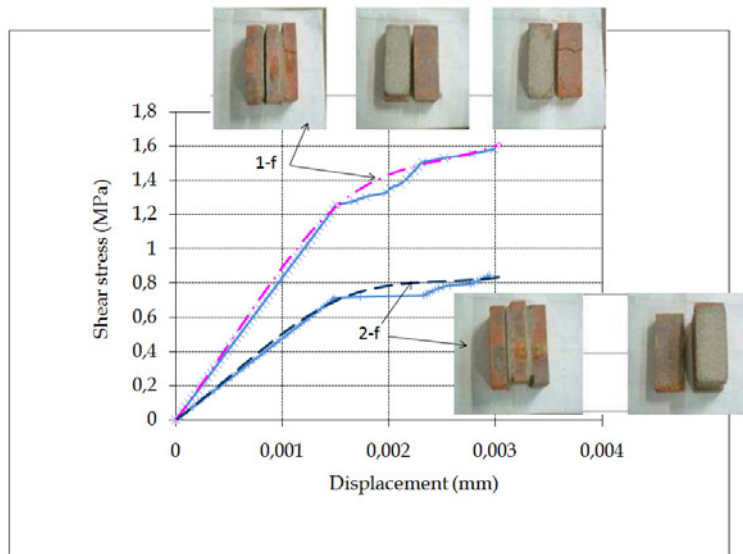 1,8
1,6
1,4
1,2
1
0,8
0,6
0,4
0,2
0
Shear stress (MPa)
1-f
2-f
0 0,001 0,002 0,003 0,004
Displacement (mm)